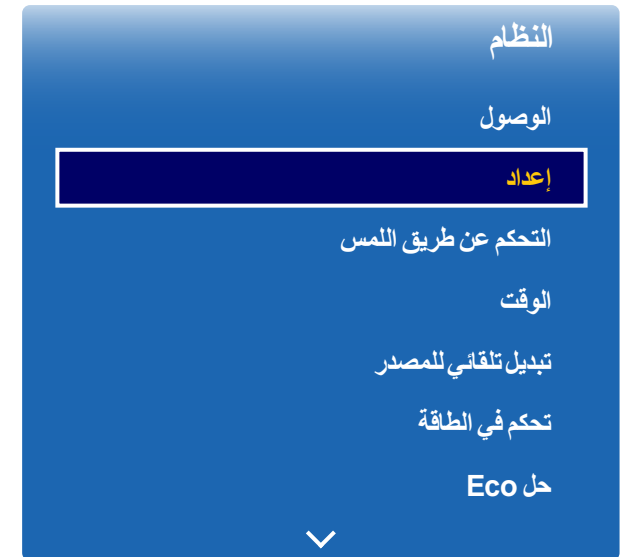 النظام
الوصول
إعداد
التحكم عن طريق اللمس
الوقت
تبديل تلقائي للمصدر
تحكم في الطاقة
حل Eco